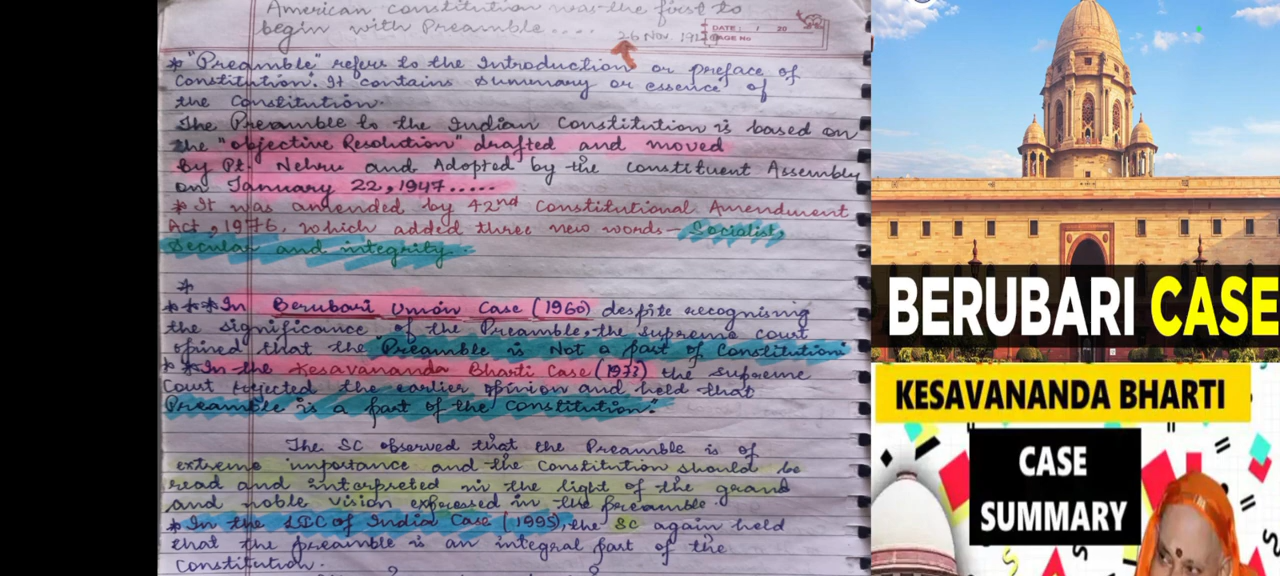 American constitution was the first to
begin with Preamble....
26 Nov.
DATE: / 20
PAGE No
* "Preamble" refers to the Introduction or preface of
Constitution. It contains summary or essence of
the Constitution.
The Preamble to the Indian Constitution is based on
the "objective Resolution" drafted and moved
by Pt. Nehru and Adopted by the constituent Assembly
on January 22, 1947.....
* It was amended by 42nd Constitutional Amendment
Act, 1976, which added three new words - Socialist,
Secular and integrity.
*
***In Berubari Union Case (1960) despite recognising
the significance of the Preamble, the supreme court
opined that the "Preamble is Not a part of Constitution"
**In the Kesavananda Bharti Case (1973) the supreme
Court rejected the earlier opinion and held that
Preamble is a part of the Constitution."
The SC observed that the Preamble is of
extreme importance and the Constitution should be
read and interpreted in the light of the grand
and noble vision expressed in the preamble.
* In the LIC of India Case (1995), the SC again held
that the preamble is an integral part of the
Constitution.
BERUBARI CASE
KESAVANANDA BHARTI
CASE
SUMMARY